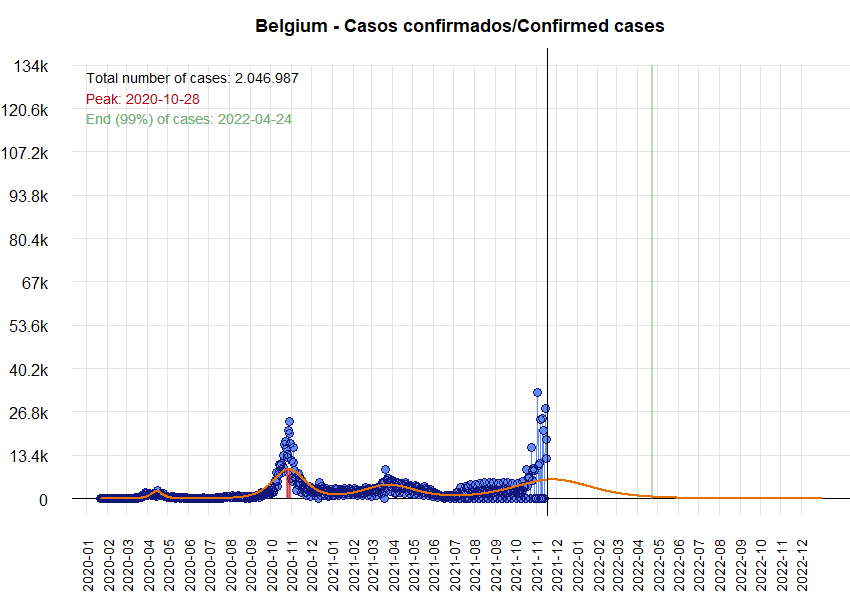 Belgium - Casos confirmados/Confirmed cases
Total number of cases: 2.046.987
Peak: 2020-10-28
End (99%) of cases: 2022-04-24
134k
120.6k
107.2k
93.8k
80.4k
67k
53.6k
40.2k
26.8k
13.4k
0
2020-01
2020-02
2020-03
2020-04
2020-05
2020-06
2020-07
2020-08
2020-09
2020-10
2020-11
2020-12
2021-01
2021-02
2021-03
2021-04
2021-05
2021-06
2021-07
2021-08
2021-09
2021-10
2021-11
2021-12
2022-01
2022-02
2022-03
2022-04
2022-05
2022-06
2022-07
2022-08
2022-09
2022-10
2022-11
2022-12